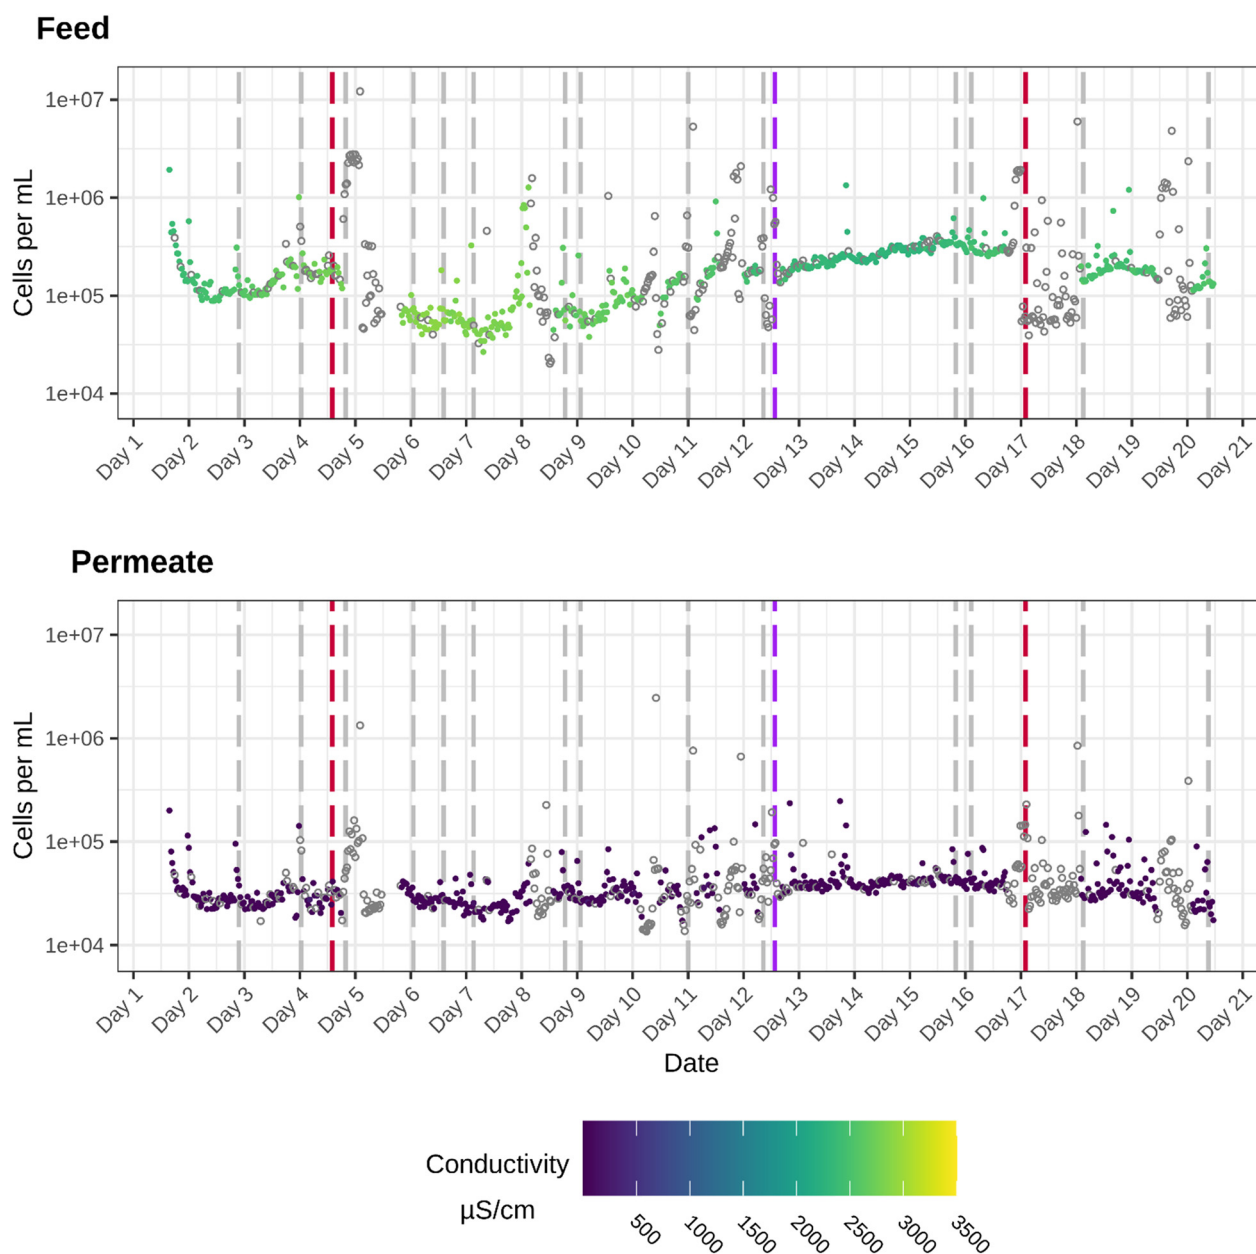 Feed
Cells per mL
1e+07
1e+06
1e+05
1e+04
Day 1
Day 2
Day 3
Day 4
Day 5
Day 6
Day 7
Day 8
Day 9
Day 10
Day 11
Day 12
Day 13
Day 14
Day 15
Day 16
Day 17
Day 18
Day 19
Day 20
Day 21
Permeate
Cells per mL
1e+07
1e+06
1e+05
1e+04
Day 1
Day 2
Day 3
Day 4
Day 5
Day 6
Day 7
Day 8
Day 9
Day 10
Day 11
Day 12
Day 13
Day 14
Day 15
Day 16
Day 17
Day 18
Day 19
Day 20
Day 21
Date
Conductivity
µS/cm
500
1000
1500
2000
2500
3000
3500